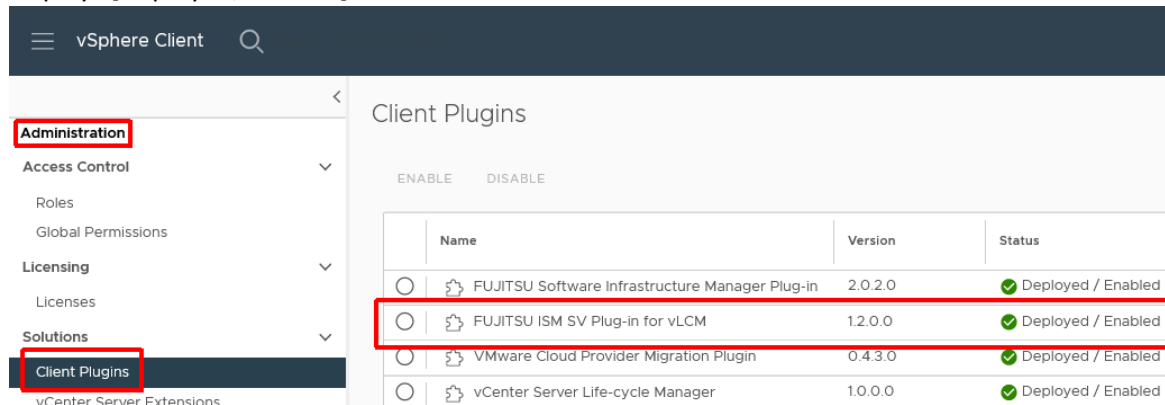 vSphere Client
Administration
Access Control
Roles
Global Permissions
Licensing
Licenses
Solutions
Client Plugins
vCenter Server Extensions
Client Plugins
ENABLE DISABLE
Name Version Status
FUJITSU Software Infrastructure Manager Plug-in 2.0.2.0 Deployed / Enabled
FUJITSU ISM SV Plug-in for vLCM 1.2.0.0 Deployed / Enabled
VMware Cloud Provider Migration Plugin 0.4.3.0 Deployed / Enabled
vCenter Server Life-cycle Manager 1.0.0.0 Deployed / Enabled